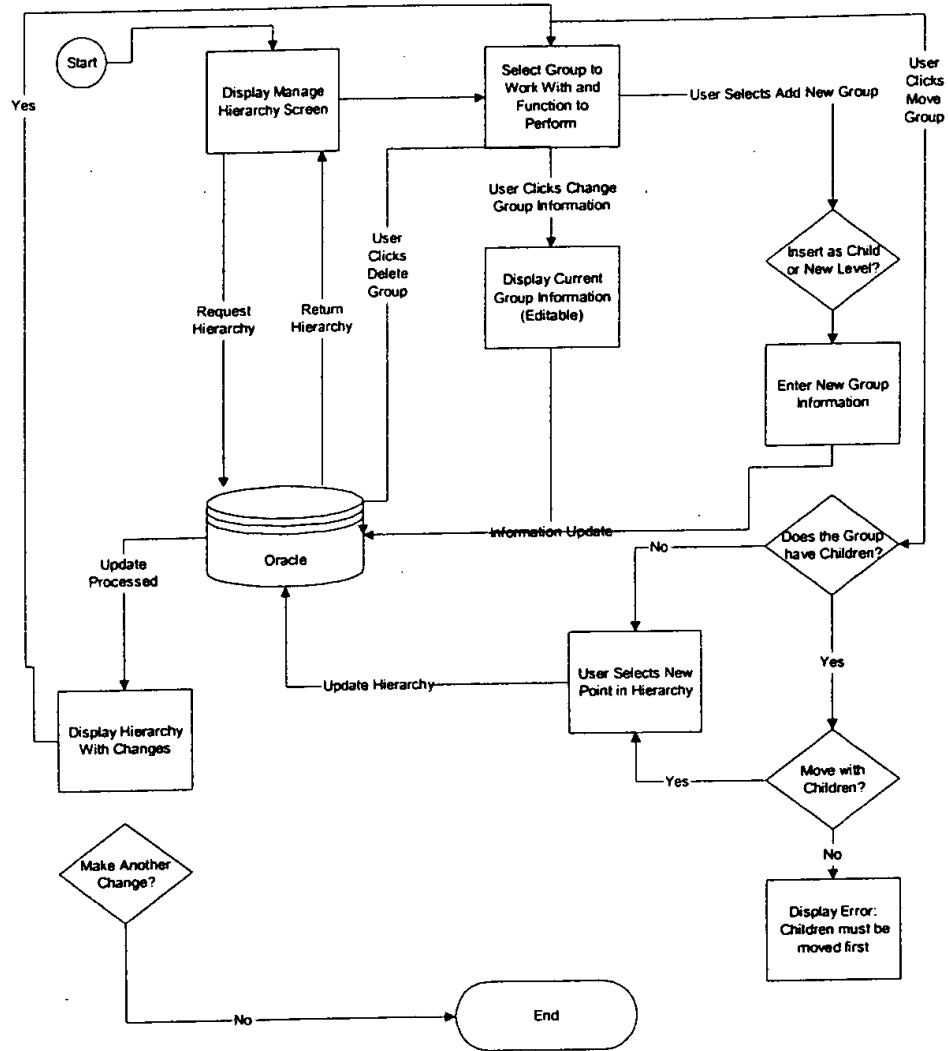 Start
Yes
Display Manage
Hierarchy Screen
Select Group to
Work With and
Function to
Perform
User Selects Add New Group
User
Clicks
Move
Group
User Clicks Change
Group Information
User
Clicks
Delete
Group
Insert as Child
or New Level?
Display Current
Group Information
(Editable)
Request
Hierarchy
Return
Hierarchy
Enter New Group
Information
Information Update
Oracle
Does the Group
have Children?
No
Update
Processed
Yes
User Selects New
Point in Hierarchy
Update Hierarchy
Display Hierarchy
With Changes
Move with
Children?
Yes
No
Make Another
Change?
Display Error:
Children must be
moved first
No
End